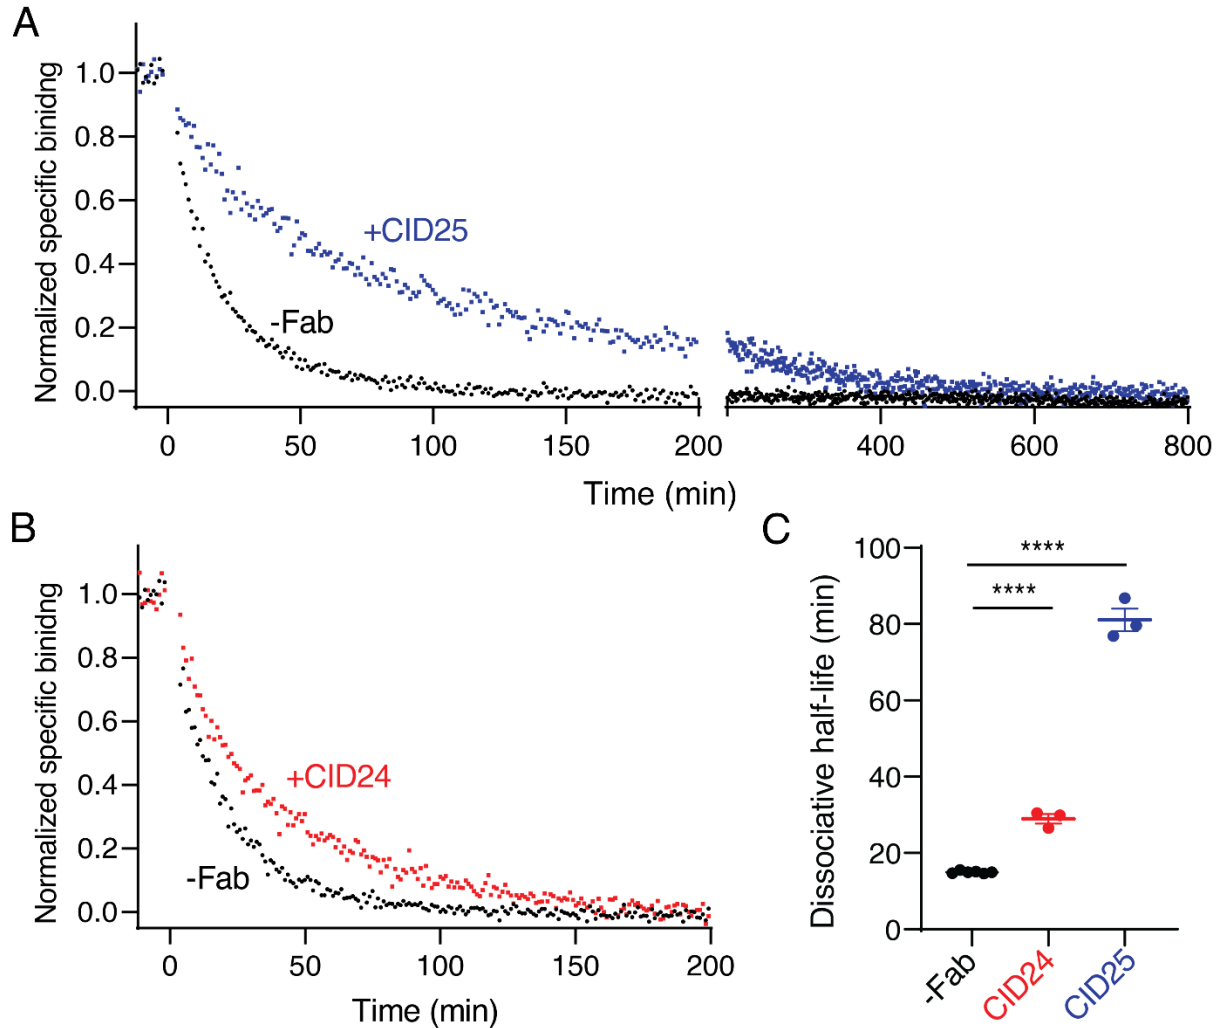 A
Normalized specific binidng
1.0
0.8
0.6
0.4
0.2
0.0
+CID25
-Fab
0 50 100 150 200 400 600 800
Time (min)
B
Normalized specific binidng
1.0
0.8
0.6
0.4
0.2
0.0
+CID24
-Fab
0 50 100 150 200
Time (min)
C
Dissociative half-life (min)
100
80
60
40
20
0
****
****
-Fab
CID24
CID25